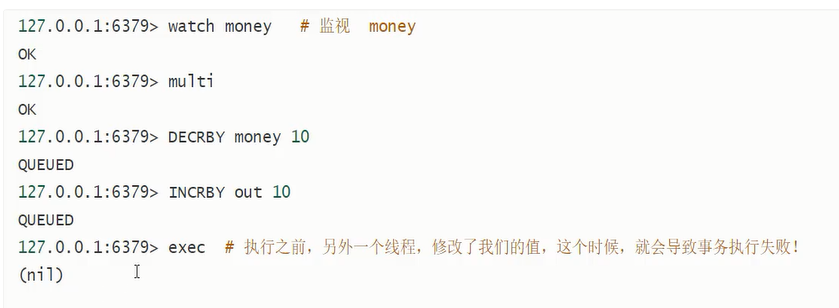 127.0.0.1:6379> watch money   # 监视  money
OK
127.0.0.1:6379> multi
OK
127.0.0.1:6379> DECRBY money 10
QUEUED
127.0.0.1:6379> INCRBY out 10
QUEUED
127.0.0.1:6379> exec  # 执行之前，另外一个线程，修改了我们的值，这个时候，就会导致事务执行失败！
(nil)